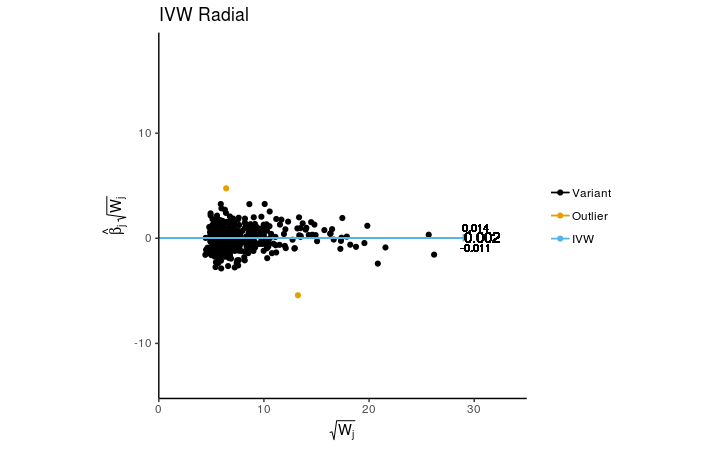 IVW Radial
β̂j√Wj
10
0
-10
0.014
0.002
-0.011
0
10
20
30
√Wj
Variant
Outlier
IVW